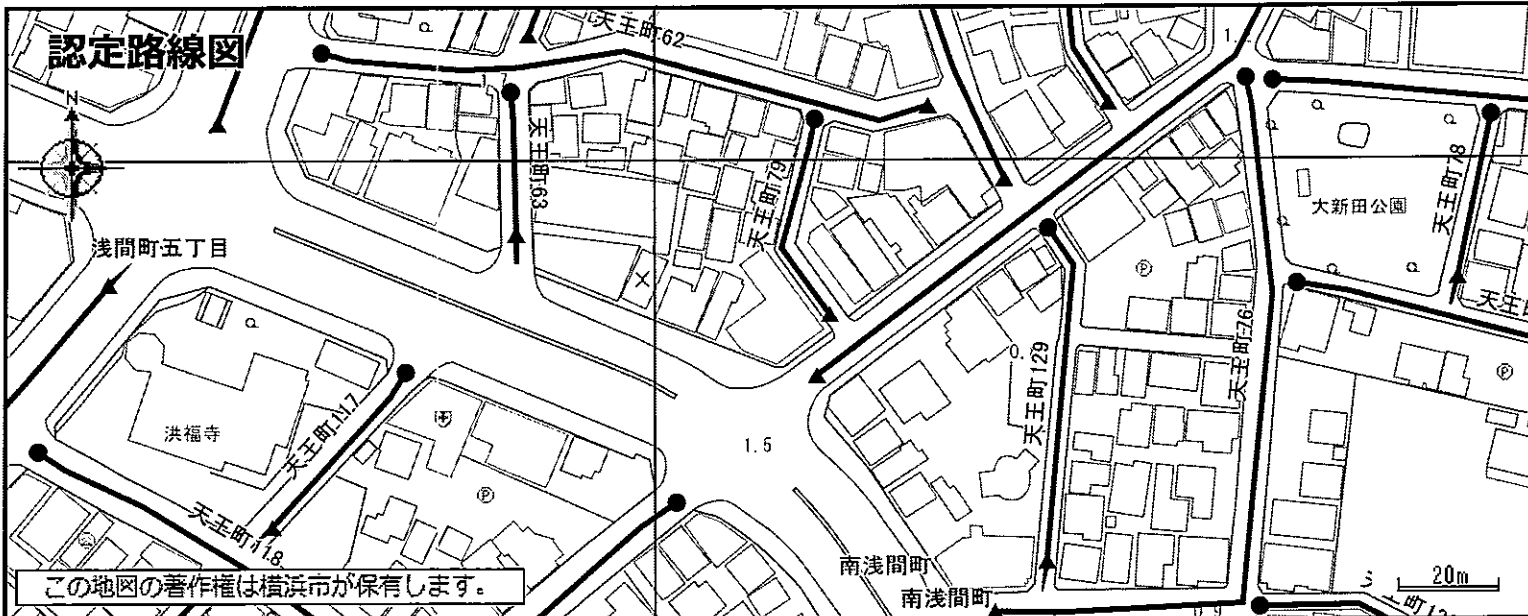 認定路線図
天王町62
Z
天王町63
天王町79
天王町78
大新田公園
浅間町五丁目
天王町129
天王町76
天王町117
洪福寺
1.5
P
P
P
天王町118
南浅間町
南浅間町
20m
この地図の著作権は横浜市が保有します。